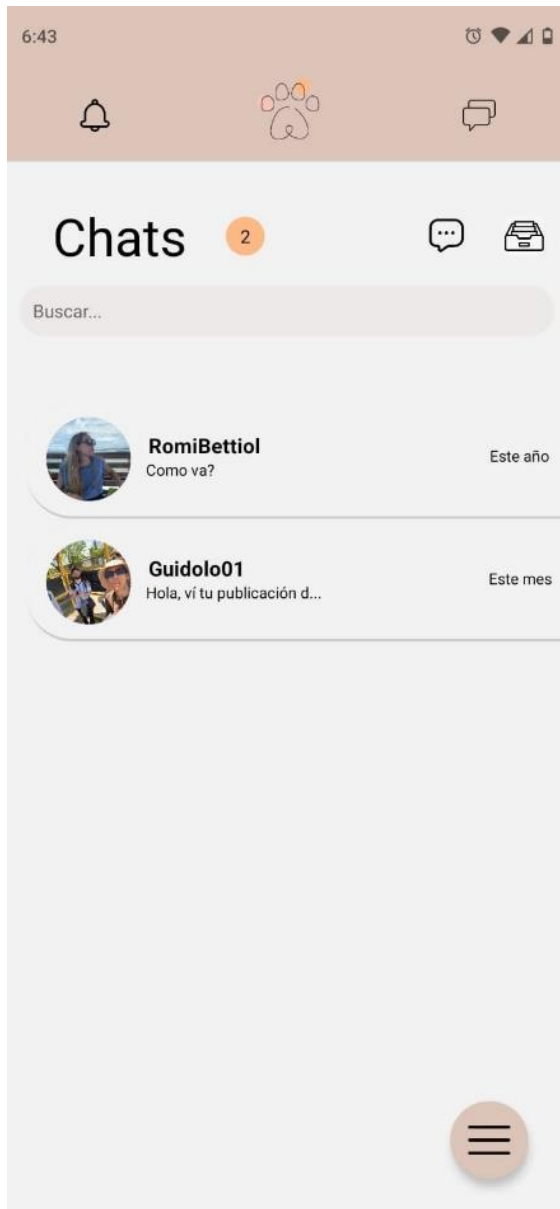 6:43
Chats 2
Buscar...
RomiBettiol
Como va?
Este año
Guidolo01
Hola, ví tu publicación d...
Este mes